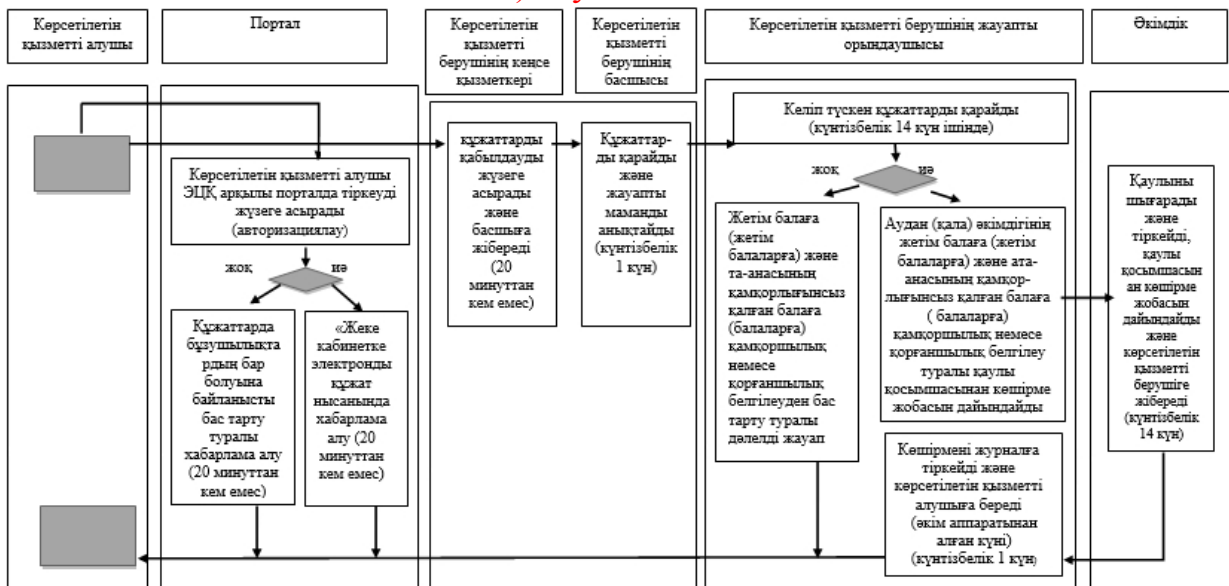 Көрсетілетін
қызметті алушы
Портал
Көрсетілетін
қызметті
берушінің кеңсе
қызметкері
Көрсетілетін
қызметті
берушінің
басшысы
Көрсетілетін қызметті берушінің жауапты
орындаушысы
Әкімдік
Көрсетілетін қызметті алушы
ЭЦҚ арқылы порталда тіркеуді
жүзеге асырады
(авторизациялау)
жоқ
иә
Құжаттарда
бұзушылықта
рдың бар
болуына
байланысты
бас тарту
туралы
хабарлама алу
(20 минуттан
кем емес)
«Жеке
кабинетке
электронды
құжат
нысанында
хабарлама
алу (20
минуттан
кем емес)
құжаттарды
қабылдауды
жүзеге
асырады
және
басшыға
жібереді
(20
минуттан
кем емес)
Құжаттар-
ды қарайды
және
жауапты
маманды
анықтайды
(күнтізбелік
1 күн)
Келіп түскен құжаттарды қарайды
(күнтізбелік 14 күн ішінде)
жоқ
иә
Жетім балаға
(жетім
балаларға) және
та-анасының
қамқорлығынсыз
қалған балаға
(балаларға)
қамқоршылық
немесе
қорғаншылық
белгілеуден бас
тарту туралы
дәлелді жауап
Аудан (қала) әкімдігінің
жетім балаға (жетім
балаларға) және ата-
анасының қамқор-
лығынсыз қалған балаға
( балаларға)
қамқоршылық немесе
қорғаншылық белгілеу
туралы қаулы
қосымшасынан көшірме
жобасын дайындайды
Көшірмені журналға
тіркейді және
көрсетілетін қызметті
алушыға береді
(әкім аппаратынан
алған күні)
(күнтізбелік 1 күн)
Қаулыны
шығарады
және
тіркейді,
қаулы
қосымшасын
ан көшірме
жобасын
дайындайды
және
көрсетілетін
қызметті
берушіге
жібереді
(күнтізбелік
14 күн)